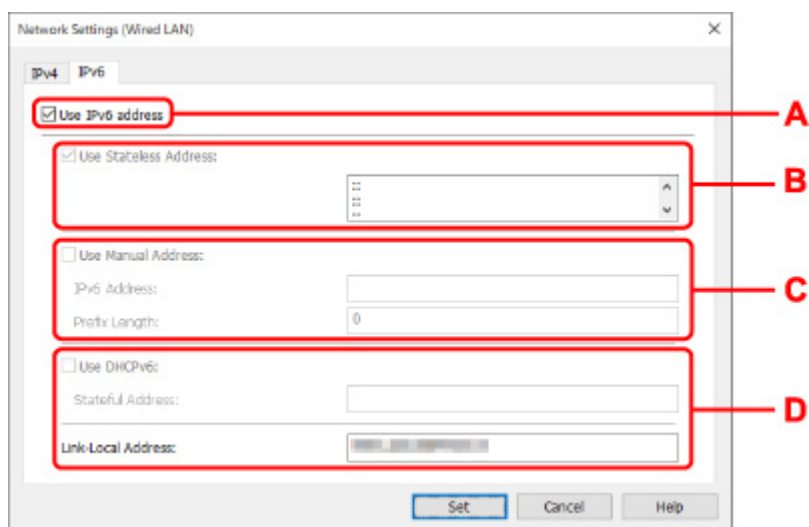 Network Settings (Wired LAN)
IPv4 IPv6
Use IPv6 address
A
Use Stateless Address:
::
::
::
B
Use Manual Address:
IPv6 Address:
Prefix Length: 0
C
Use DHCPv6:
Stateful Address:
D
Link-Local Address:
Set Cancel Help